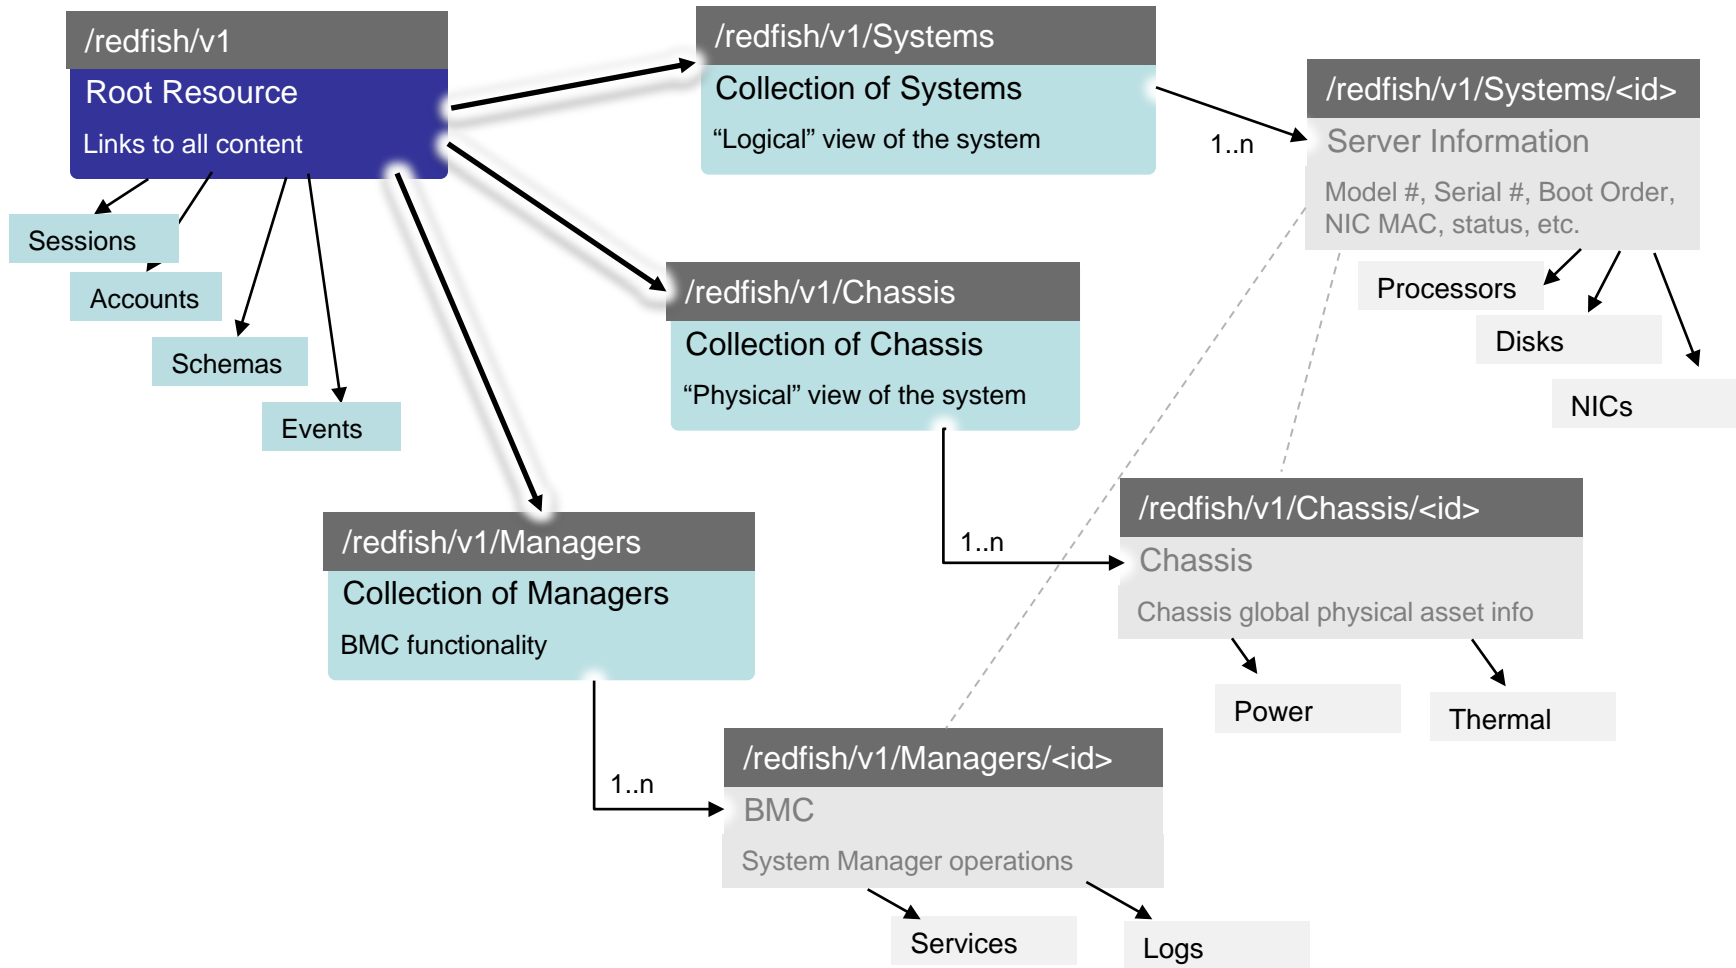 /redfish/v1
Root Resource
Links to all content
Sessions
Accounts
Schemas
Events
/redfish/v1/Systems
Collection of Systems
“Logical” view of the system
1..n
/redfish/v1/Systems/<id>
Server Information
Model #, Serial #, Boot Order,
NIC MAC, status, etc.
Processors
Disks
NICs
/redfish/v1/Chassis
Collection of Chassis
“Physical” view of the system
1..n
/redfish/v1/Chassis/<id>
Chassis
Chassis global physical asset info
Power
Thermal
/redfish/v1/Managers
Collection of Managers
BMC functionality
1..n
/redfish/v1/Managers/<id>
BMC
System Manager operations
Services
Logs